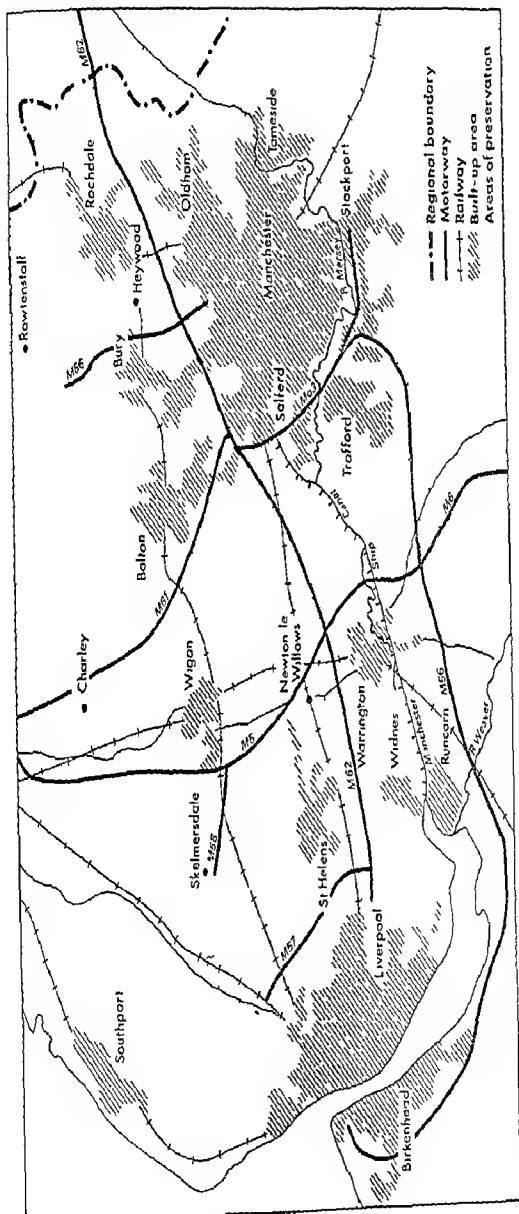 Rawtenstall
M62
Rochdale
Heywood
Bury
M66
Oldham
Tameside
Bolton
M61
Chorley
Manchester
Salford
Stockport
R. Mersey
M63
Trafford
Wigan
M5
Skelmersdale
M58
Newton le
Willows
Canal
Ship
Manchester
M6
Warrington
M62
Widnes
M56
Runcorn
R. Weaver
St Helens
M57
Southport
Liverpool
Birkenhead
Regional boundary
Motorway
Railway
Built-up area
Areas of preservation